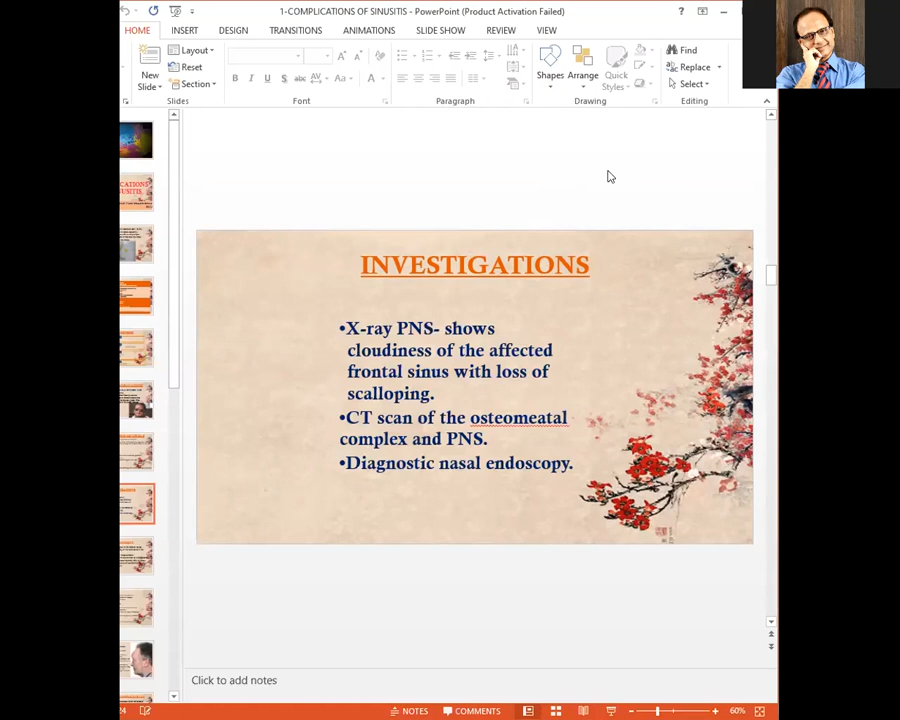 1-COMPLICATIONS OF SINUSITIS - PowerPoint (Product Activation Failed)
HOME INSERT DESIGN TRANSITIONS ANIMATIONS SLIDE SHOW REVIEW VIEW
New
Slide
Layout
Reset
Section
Slides
B I U S abc AV Aa A
Font
Paragraph
Shapes
Arrange
Quick
Styles
Drawing
Find
Replace
Select
Editing
INVESTIGATIONS
•X-ray PNS- shows
cloudiness of the affected
frontal sinus with loss of
scalloping.
•CT scan of the osteomeatal
complex and PNS.
•Diagnostic nasal endoscopy.
Click to add notes
NOTES COMMENTS 60%